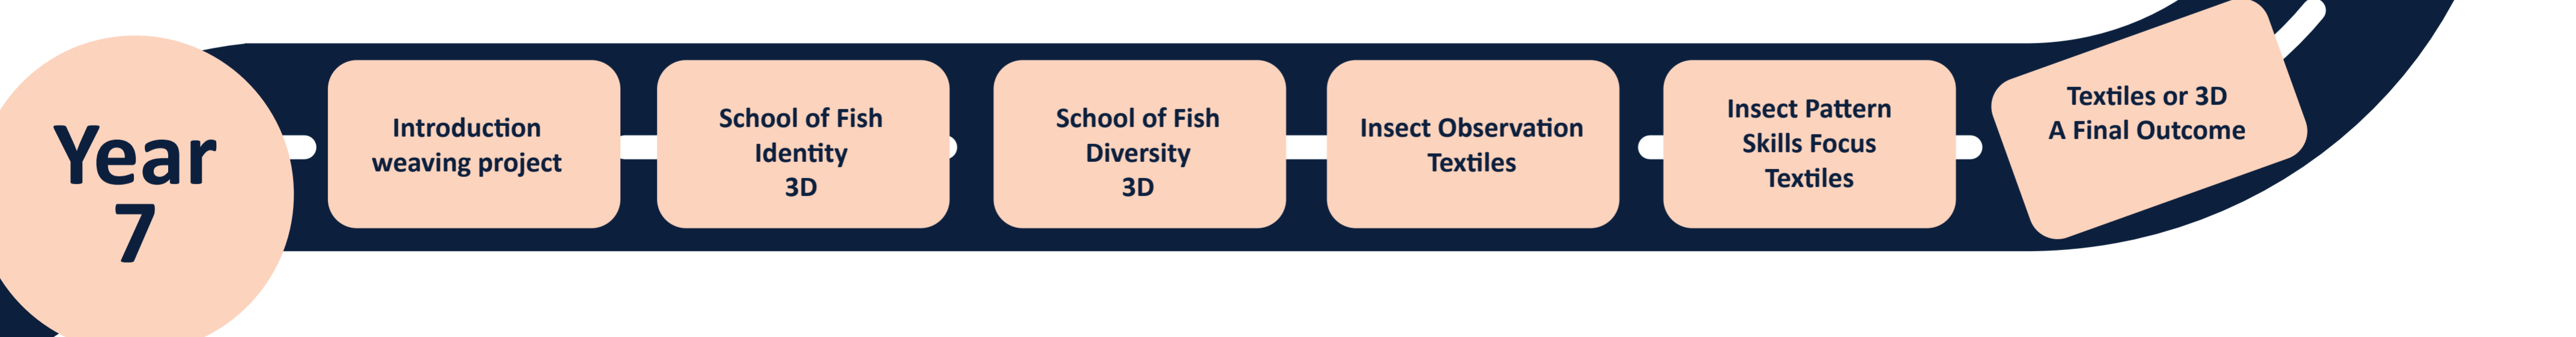 Year
7
Introduction
weaving project
School of Fish
Identity
3D
School of Fish
Diversity
3D
Insect Observation
Textiles
Insect Pattern
Skills Focus
Textiles
Textiles or 3D
A Final Outcome